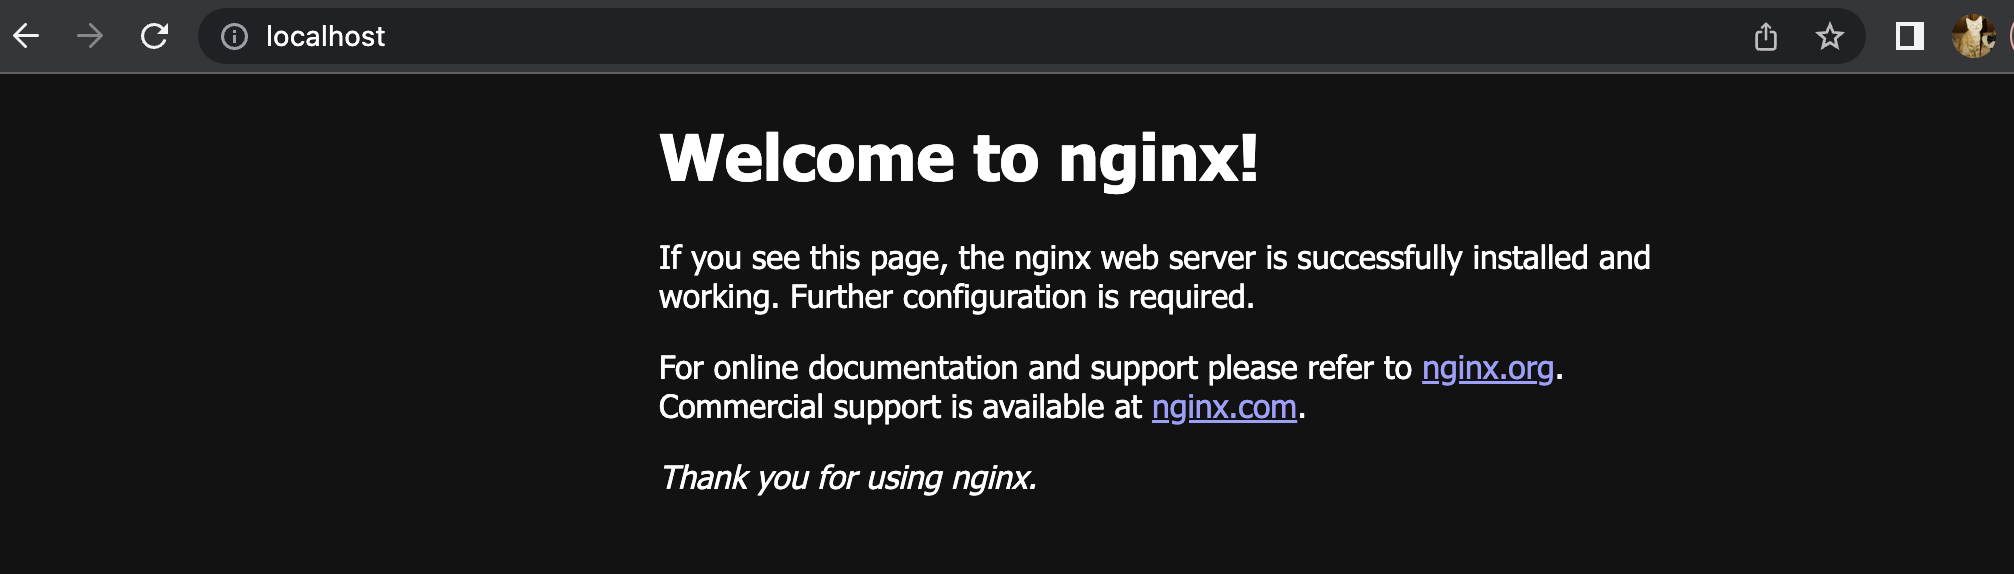 localhost
Welcome to nginx!
If you see this page, the nginx web server is successfully installed and
working. Further configuration is required.
For online documentation and support please refer to nginx.org.
Commercial support is available at nginx.com.
Thank you for using nginx.